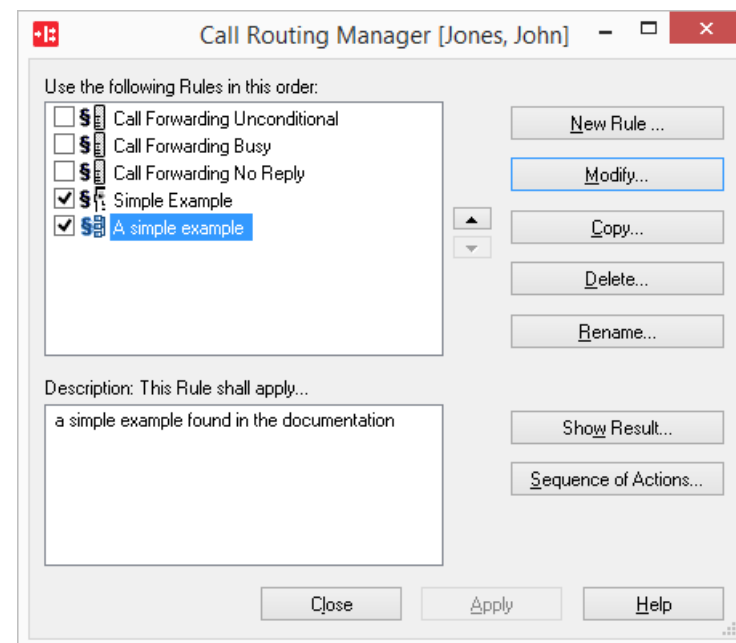 Call Routing Manager [Jones, John]
Use the following Rules in this order:
§ Call Forwarding Unconditional
§ Call Forwarding Busy
§ Call Forwarding No Reply
§ Simple Example
§ A simple example
New Rule ...
Modify...
Copy...
Delete...
Rename...
Description: This Rule shall apply...
a simple example found in the documentation
Show Result...
Sequence of Actions...
Close Apply Help